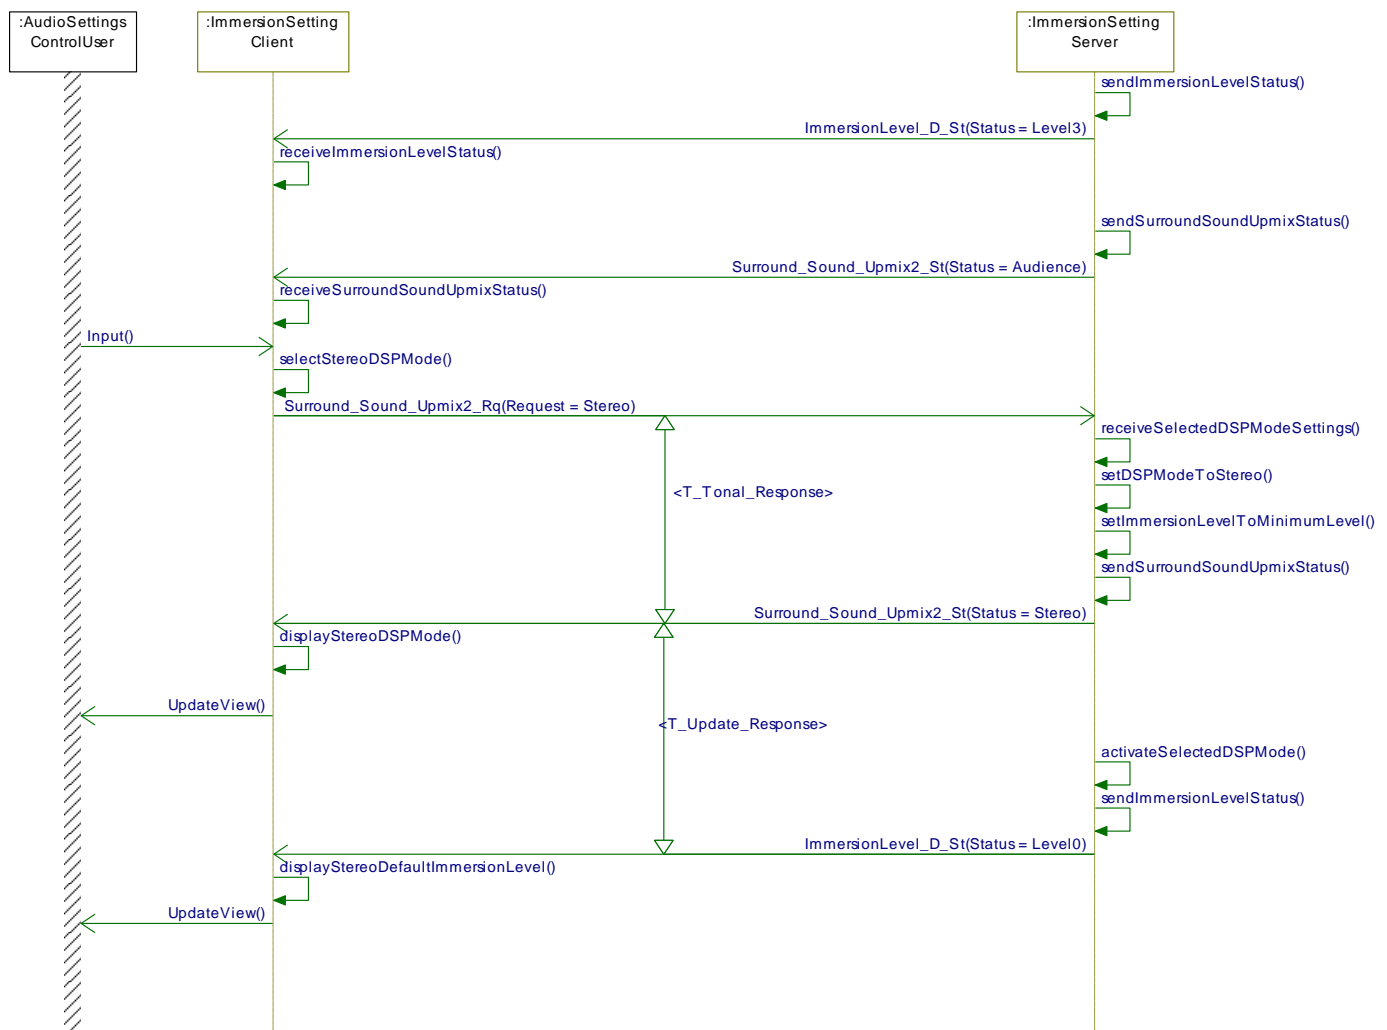 :AudioSettings
ControlUser
:ImmersionSetting
Client
:ImmersionSetting
Server
sendImmersionLevelStatus()
ImmersionLevel_D_St(Status = Level3)
receiveImmersionLevelStatus()
sendSurroundSoundUpmixStatus()
Surround_Sound_Upmix2_St(Status = Audience)
receiveSurroundSoundUpmixStatus()
Input()
selectStereoDSPMode()
Surround_Sound_Upmix2_Rq(Request = Stereo)
receiveSelectedDSPModeSettings()
setDSPModeToStereo()
<T_Tonal_Response>
setImmersionLevelToMinimumLevel()
sendSurroundSoundUpmixStatus()
Surround_Sound_Upmix2_St(Status = Stereo)
displayStereoDSPMode()
UpdateView()
<T_Update_Response>
activateSelectedDSPMode()
sendImmersionLevelStatus()
ImmersionLevel_D_St(Status = Level0)
displayStereoDefaultImmersionLevel()
UpdateView()